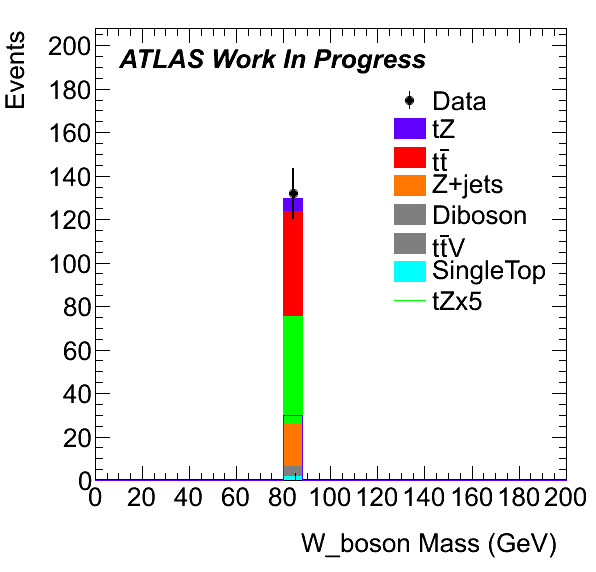 Events
ATLAS Work In Progress
200
180
160
140
120
100
80
60
40
20
0
Data
tZ
tt̄
Z+jets
Diboson
tt̄V
SingleTop
tZx5
0 20 40 60 80 100 120 140 160 180 200
W_boson Mass (GeV)